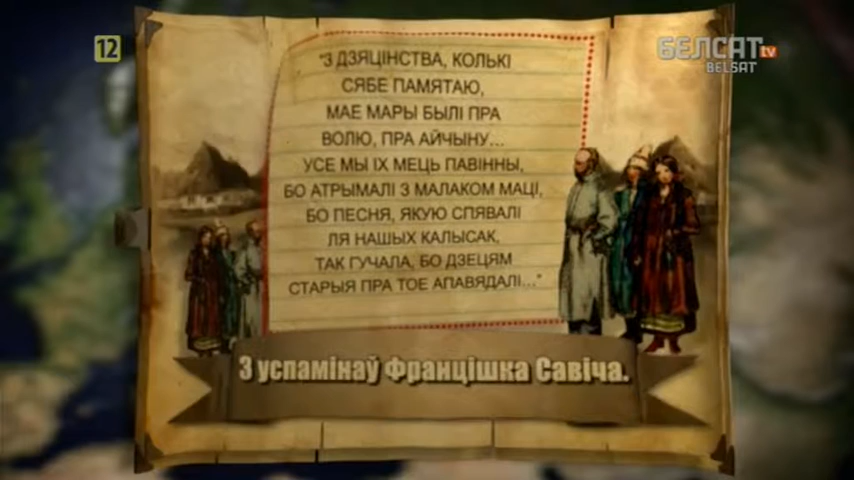 12
БЕЛСАТ tv
BELSAT
"З ДЗЯЦІНСТВА, КОЛЬКІ
СЯБЕ ПАМЯТАЮ,
МАЕ МАРЫ БЫЛІ ПРА
ВОЛЮ, ПРА АЙЧЫНУ...
УСЕ МЫ ІХ МЕЦЬ ПАВІННЫ,
БО АТРЫМАЛІ З МАЛАКОМ МАЦІ,
БО ПЕСНЯ, ЯКУЮ СПЯВАЛІ
ЛЯ НАШЫХ КАЛЫСАК,
ТАК ГУЧАЛА, БО ДЗЕЦЯМ
СТАРЫЯ ПРА ТОЕ АПАВЯДАЛІ..."
З успамінаў Францішка Савіча.